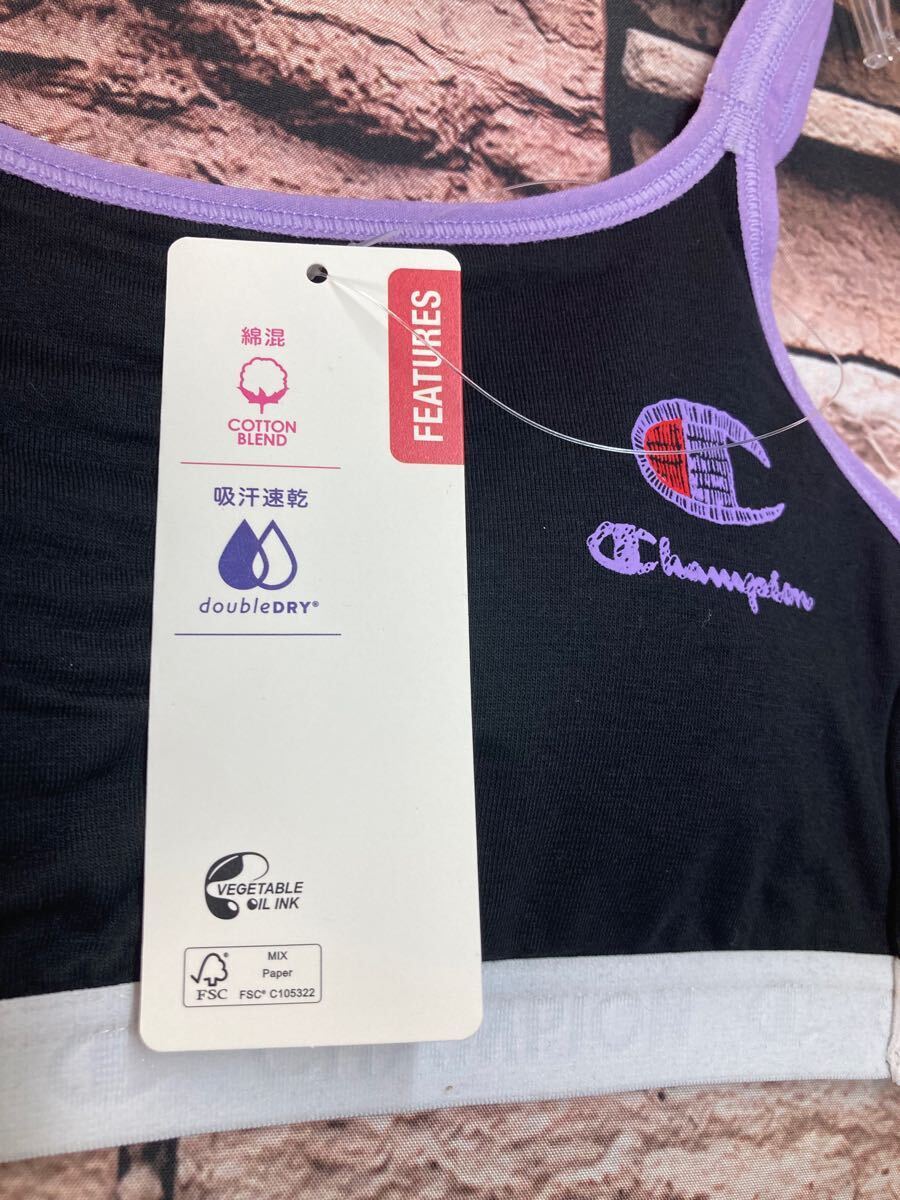 FEATURES
綿混
COTTON
BLEND
吸汗速乾
doubleDRY®
Champion
VEGETABLE
OIL INK
FSC
MIX
Paper
FSC® C105322